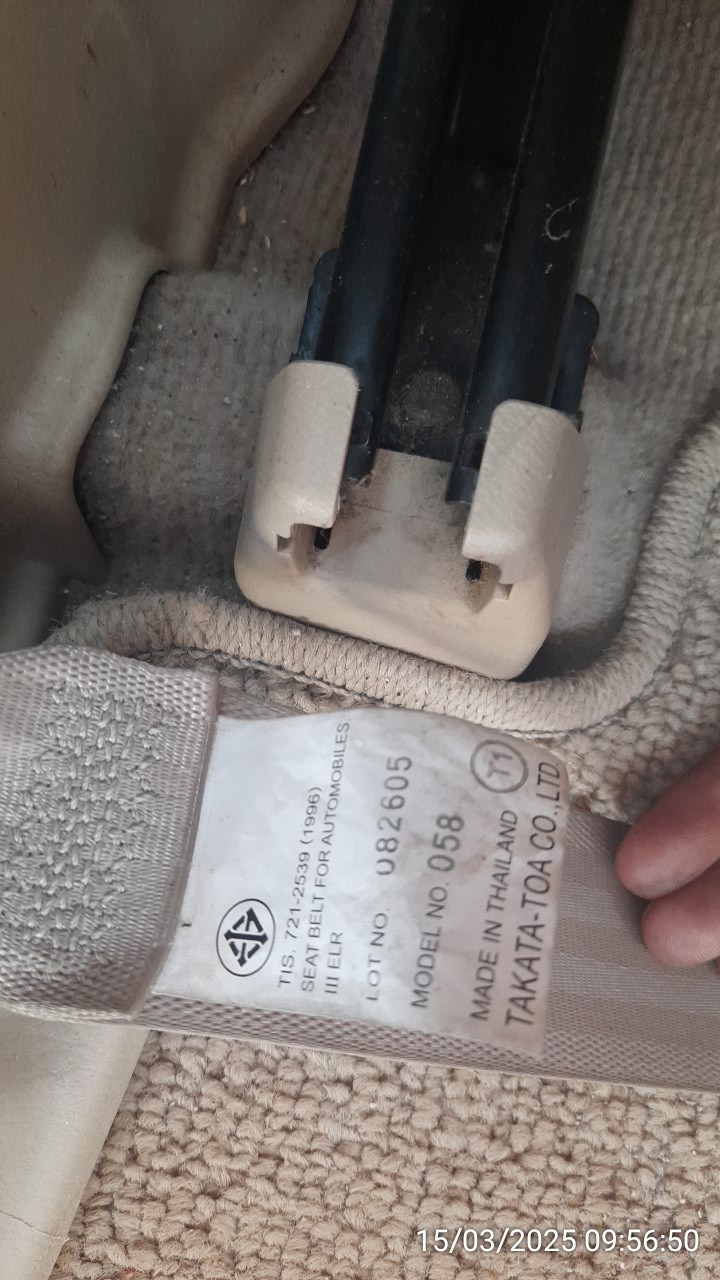 TIS. 721-2539 (1996)
SEAT BELT FOR AUTOMOBILES.
III ELR
LOT NO. 082605
MODEL NO. 058
T1
MADE IN THAILAND
TAKATA-TOA CO.,LTD.
15/03/2025 09:56:50